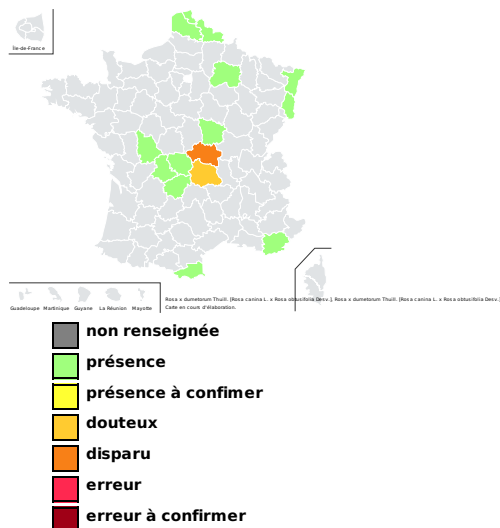 Île-de-France
Guadeloupe Martinique Guyane La Réunion Mayotte
Rosa x dumetorum Thuill. [Rosa canina L. x Rosa obtusifolia Desv.], Rosa x dumetorum Thuill. [Rosa canina L. x Rosa obtusifolia Desv.]
Carte en cours d'élaboration.
non renseignée
présence
présence à confimer
douteux
disparu
erreur
erreur à confirmer